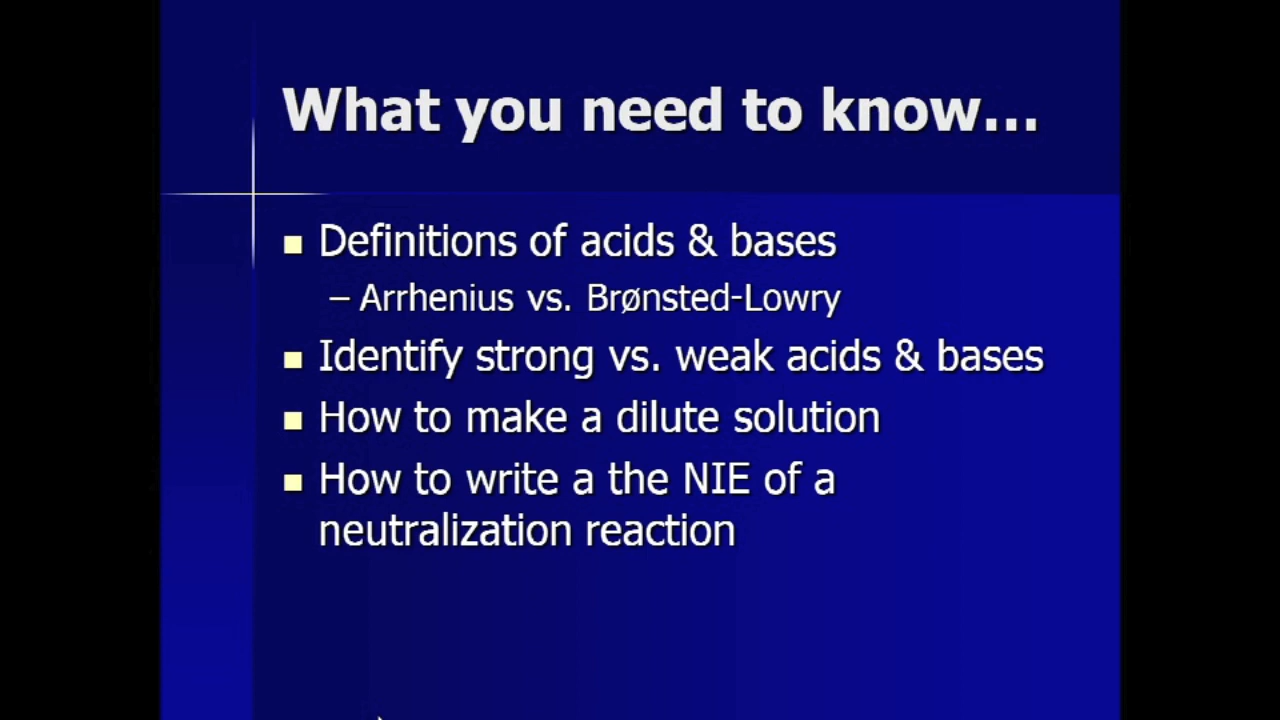 What you need to know...
Definitions of acids & bases
– Arrhenius vs. Brønsted-Lowry
Identify strong vs. weak acids & bases
How to make a dilute solution
How to write a the NIE of a
neutralization reaction